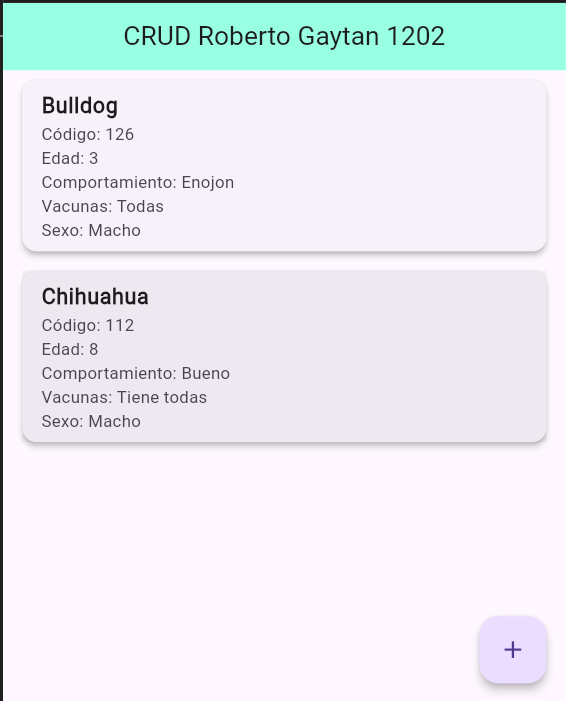 CRUD Roberto Gaytan 1202
Bulldog
Código: 126
Edad: 3
Comportamiento: Enojon
Vacunas: Todas
Sexo: Macho
Chihuahua
Código: 112
Edad: 8
Comportamiento: Bueno
Vacunas: Tiene todas
Sexo: Macho
+